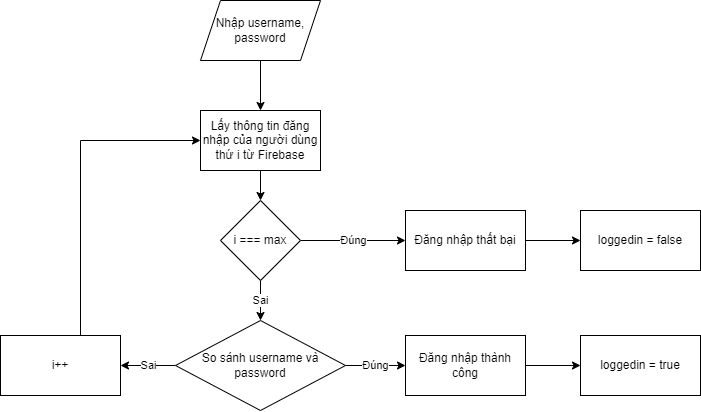 Nhập username,
password
Lấy thông tin đăng
nhập của người dùng
thứ i từ Firebase
i === max
Đúng
Đăng nhập thất bại
loggedin = false
Sai
i++
Sai
So sánh username và
password
Đúng
Đăng nhập thành
công
loggedin = true